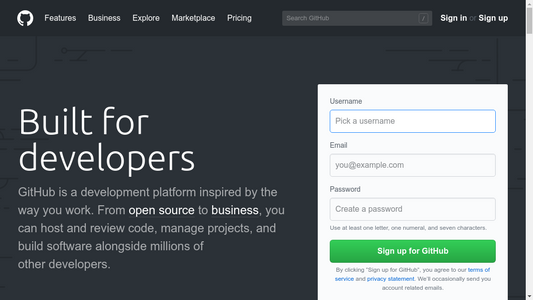 Features Business Explore Marketplace Pricing Search GitHub / Sign in or Sign up
Built for
developers
GitHub is a development platform inspired by the
way you work. From open source to business, you
can host and review code, manage projects, and
build software alongside millions of
other developers.
Username
Pick a username
Email
you@example.com
Password
Create a password
Use at least one letter, one numeral, and seven characters.
Sign up for GitHub
By clicking "Sign up for GitHub", you agree to our terms of
service and privacy statement. We'll occasionally send you
account related emails.